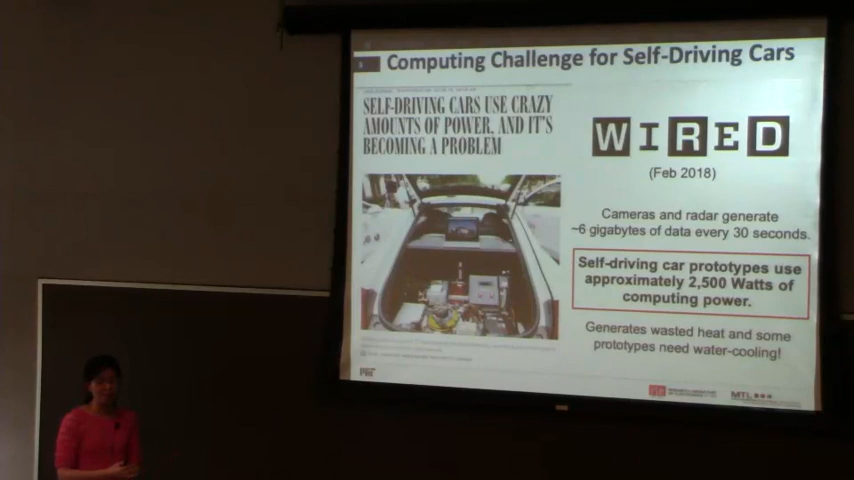 Computing Challenge for Self-Driving Cars
SELF-DRIVING CARS USE CRAZY
AMOUNTS OF POWER, AND IT'S
BECOMING A PROBLEM
WIRED
(Feb 2018)
Cameras and radar generate
~6 gigabytes of data every 30 seconds.
Self-driving car prototypes use
approximately 2,500 Watts of
computing power.
Generates wasted heat and some
prototypes need water-cooling!
MTL